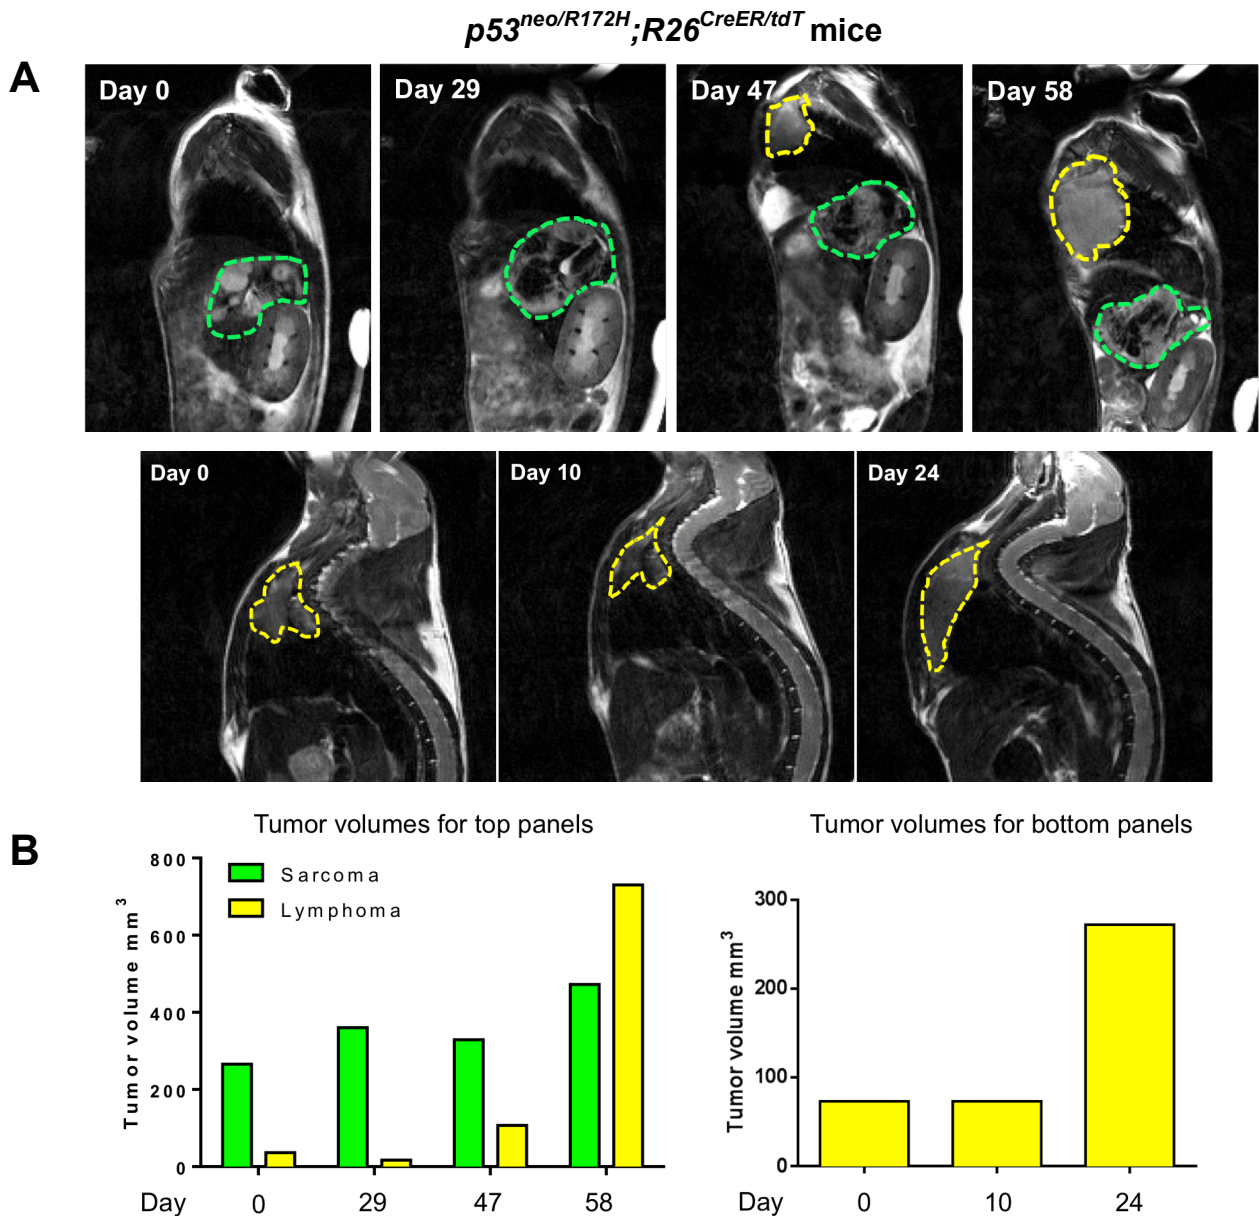 p53neo/R172H;R26CreER/tdT mice
A
Day 0
Day 29
Day 47
Day 58
Day 0
Day 10
Day 24
B
Tumor volumes for top panels
Tumor volume mm3
800
600
400
200
0
Sarcoma
Lymphoma
Day 0 29 47 58
Tumor volumes for bottom panels
Tumor volume mm3
300
200
100
0
Day 0 10 24